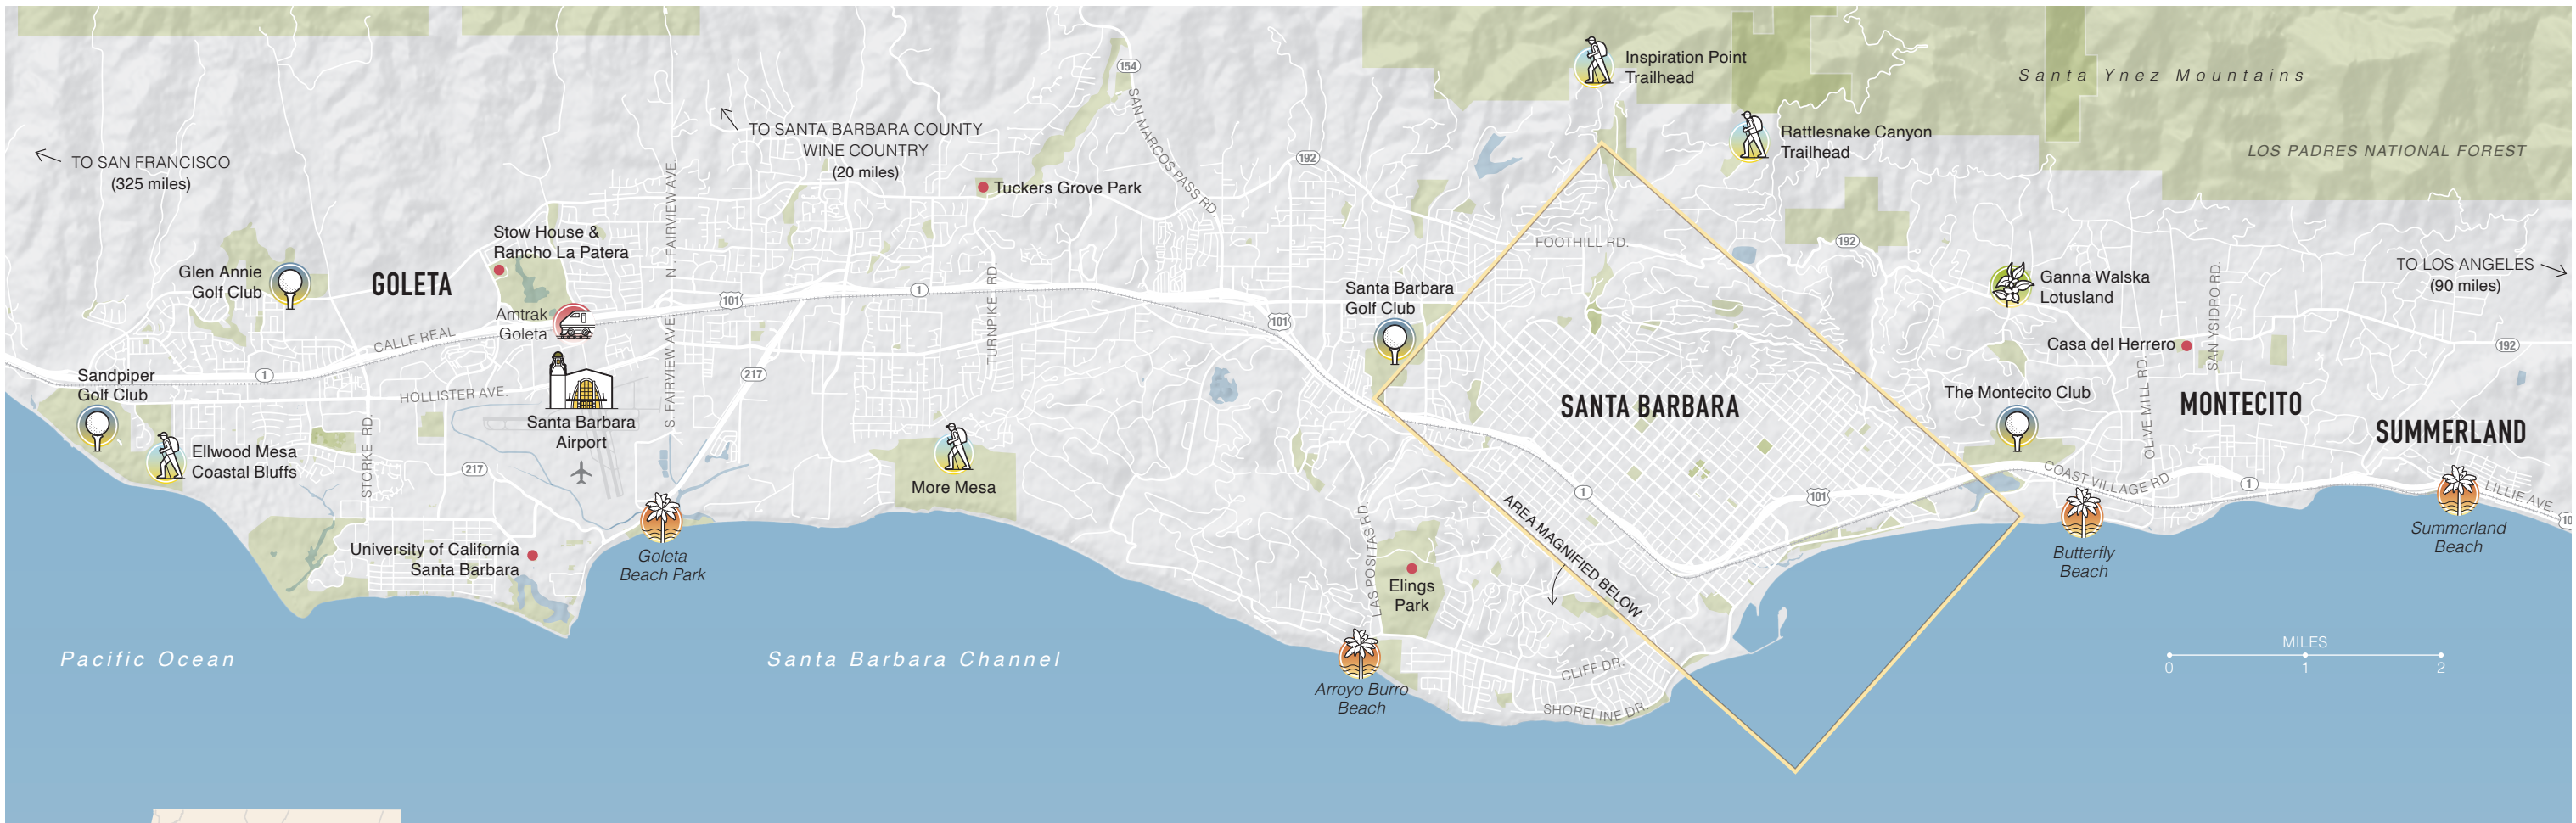 Inspiration Point
Trailhead
Santa Ynez Mountains
154
TO SANTA BARBARA COUNTY
WINE COUNTRY
(20 miles)
Rattlesnake Canyon
Trailhead
LOS PADRES NATIONAL FOREST
TO SAN FRANCISCO
(325 miles)
SAN MARCOS PASS RD
192
Tuckers Grove Park
N. FAIRVIEW AVE.
Stow House &
Rancho La Patera
FOOTHILL RD.
192
Glen Annie
Golf Club
GOLETA
TURNPIKE RD.
Santa Barbara
Golf Club
Ganna Walska
Lotusland
SAN YSIDRO RD.
TO LOS ANGELES
(90 miles)
101
1
101
Amtrak
Goleta
CALLE REAL
S. FAIRVIEW AVE.
Casa del Herrero
192
1
217
Sandpiper
Golf Club
HOLLISTER AVE.
Santa Barbara
Airport
SANTA BARBARA
The Montecito Club
OLIVE MILL RD.
MONTECITO
SUMMERLAND
Ellwood Mesa
Coastal Bluffs
STORKE RD.
217
More Mesa
1
101
COAST VILLAGE RD
1
LILLIE AVE.
10
AREA MAGNIFIED BELOW
LAS POSITAS RD.
University of California
Santa Barbara
Goleta
Beach Park
Elings
Park
Butterfly
Beach
Summerland
Beach
Pacific Ocean
Santa Barbara Channel
Arroyo Burro
Beach
CLIFF DR.
SHORELINE DR.
MILES
0 1 2